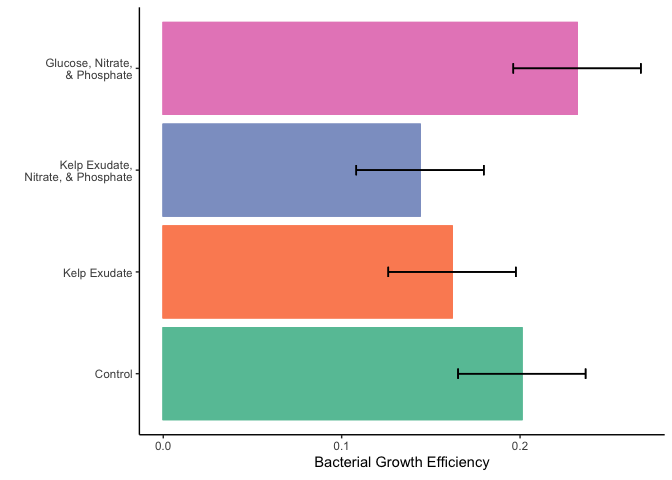 Glucose, Nitrate,
& Phosphate
Kelp Exudate,
Nitrate, & Phosphate
Kelp Exudate
Control
0.0
0.1
0.2
Bacterial Growth Efficiency